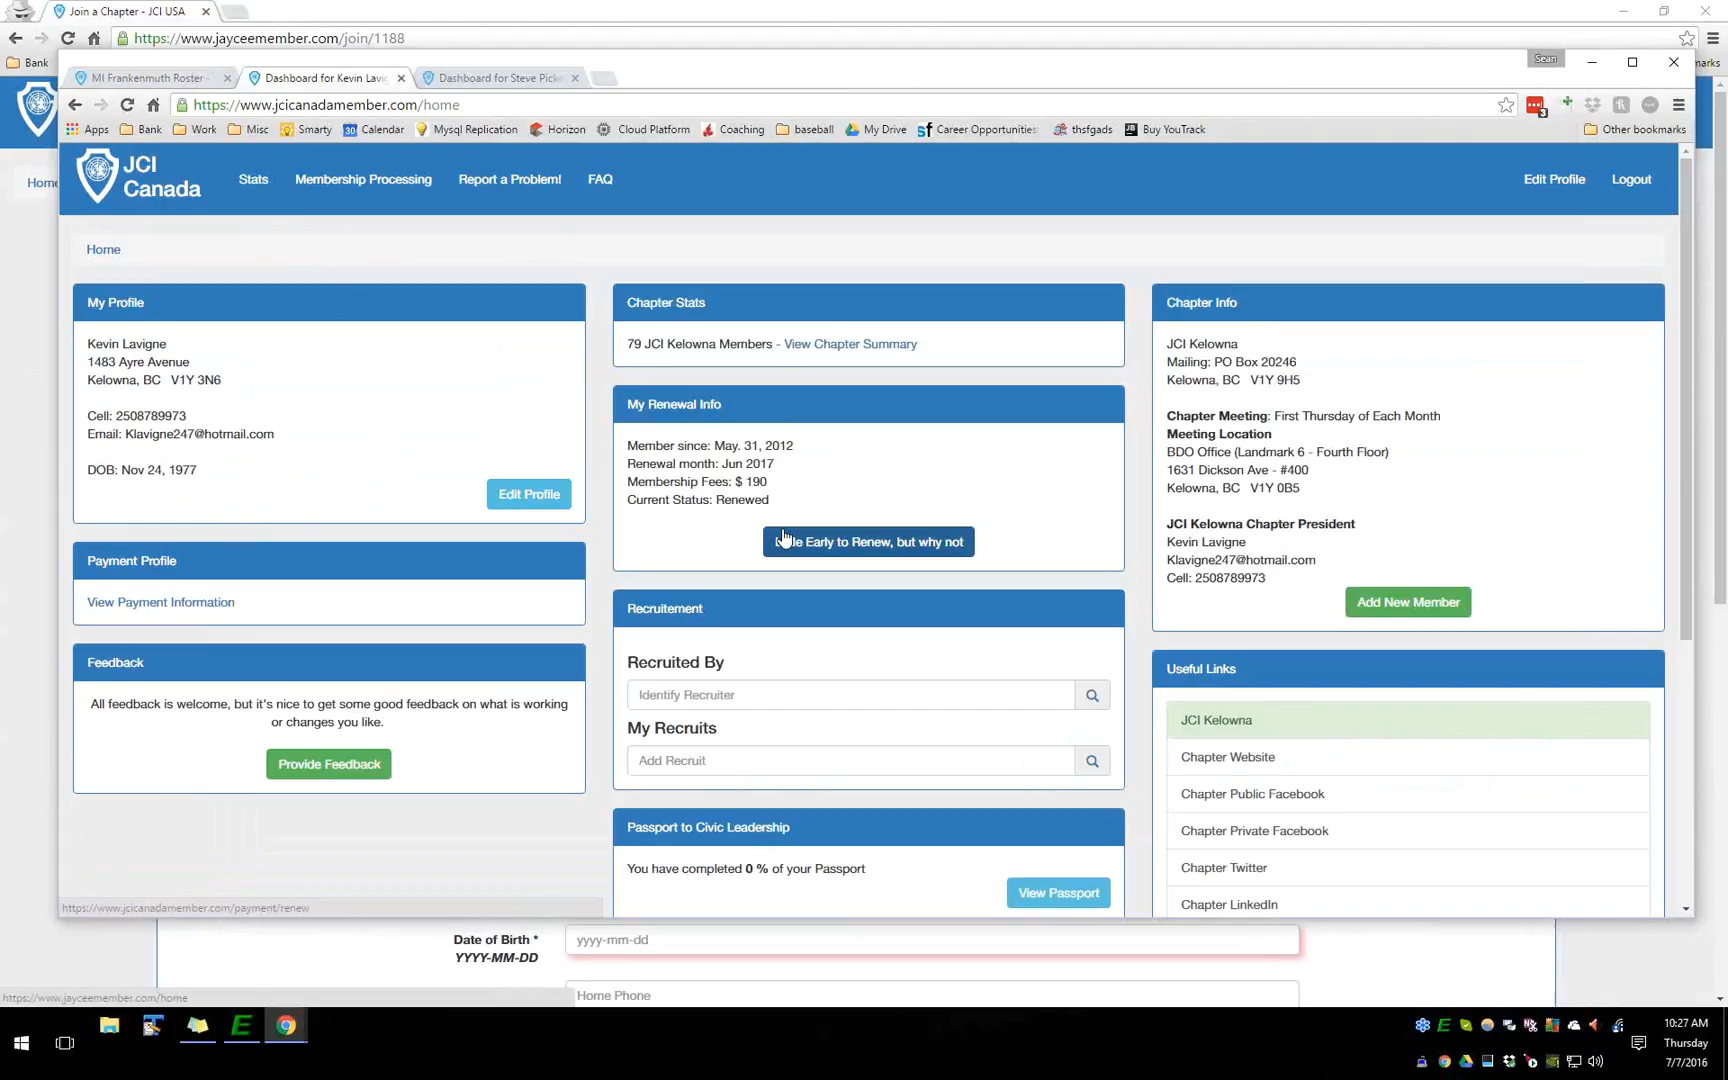 Join a Chapter - JCI USA
https://www.jayceemember.com/join/1188
Bank
Sean
MI Frankenmuth Roster -
Dashboard for Kevin Lavig
Dashboard for Steve Picke
https://www.jcicanadamember.com/home
Apps Bank Work Misc Smarty Calendar Mysql Replication Horizon Cloud Platform Coaching baseball My Drive Career Opportunities thsfgads Buy YouTrack Other bookmarks
JCI
Canada
Stats Membership Processing Report a Problem! FAQ Edit Profile Logout
Home
Home
My Profile
Kevin Lavigne
1483 Ayre Avenue
Kelowna, BC V1Y 3N6
Cell: 2508789973
Email: Klavigne247@hotmail.com
DOB: Nov 24, 1977
Edit Profile
Payment Profile
View Payment Information
Feedback
All feedback is welcome, but it's nice to get some good feedback on what is working
or changes you like.
Provide Feedback
Chapter Stats
79 JCI Kelowna Members - View Chapter Summary
My Renewal Info
Member since: May. 31, 2012
Renewal month: Jun 2017
Membership Fees: $ 190
Current Status: Renewed
Early to Renew, but why not
Recruitement
Recruited By
Identify Recruiter
My Recruits
Add Recruit
Passport to Civic Leadership
You have completed 0 % of your Passport
View Passport
Chapter Info
JCI Kelowna
Mailing: PO Box 20246
Kelowna, BC V1Y 9H5
Chapter Meeting: First Thursday of Each Month
Meeting Location
BDO Office (Landmark 6 - Fourth Floor)
1631 Dickson Ave - #400
Kelowna, BC V1Y 0B5
JCI Kelowna Chapter President
Kevin Lavigne
Klavigne247@hotmail.com
Cell: 2508789973
Add New Member
Useful Links
JCI Kelowna
Chapter Website
Chapter Public Facebook
Chapter Private Facebook
Chapter Twitter
Chapter LinkedIn
https://www.jcicanadamember.com/payment/renew
Date of Birth *
YYYY-MM-DD
yyyy-mm-dd
Home Phone
https://www.jayceemember.com/home
10:27 AM
Thursday
7/7/2016